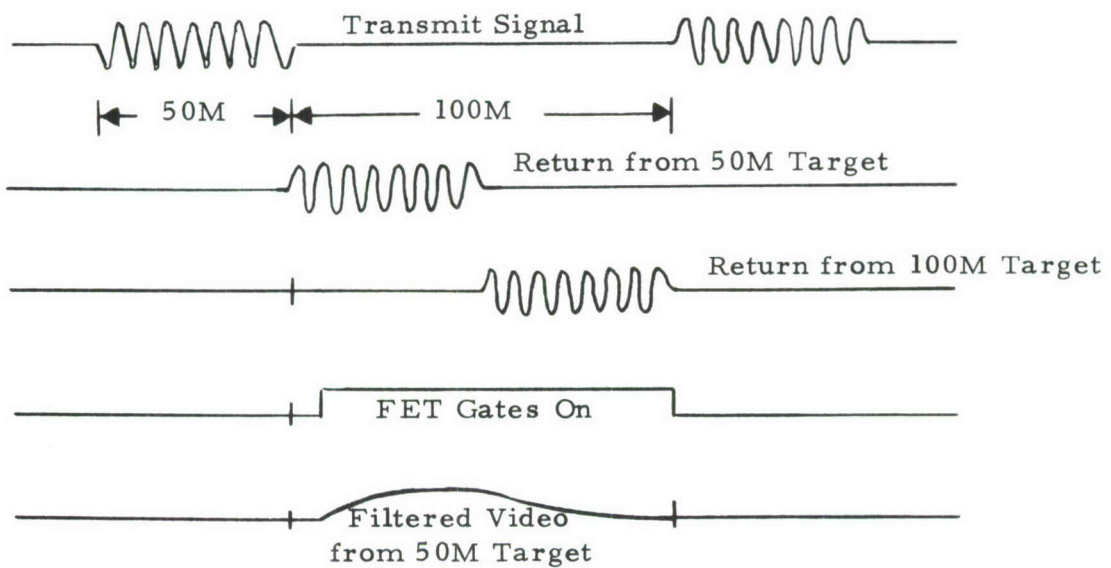 Transmit Signal
50M
100M
Return from 50M Target
Return from 100M Target
FET Gates On
Filtered Video
from 50M Target